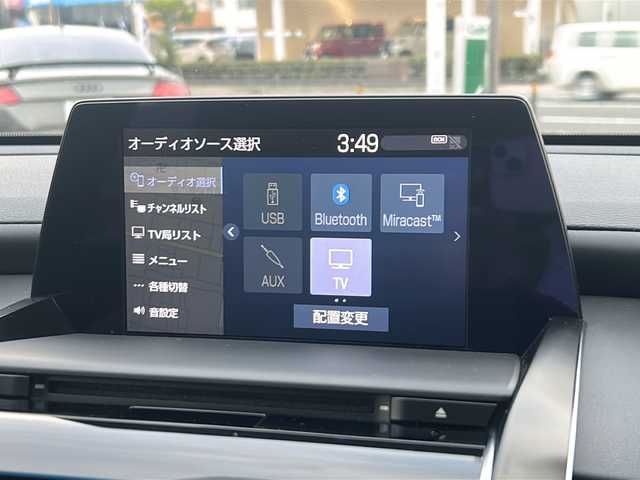 オーディオソース選択
3:49
DCM
オーディオ選択
チャンネルリスト
TV局リスト
メニュー
各種切替
音設定
USB
Bluetooth
Miracast™
AUX
TV
配置変更